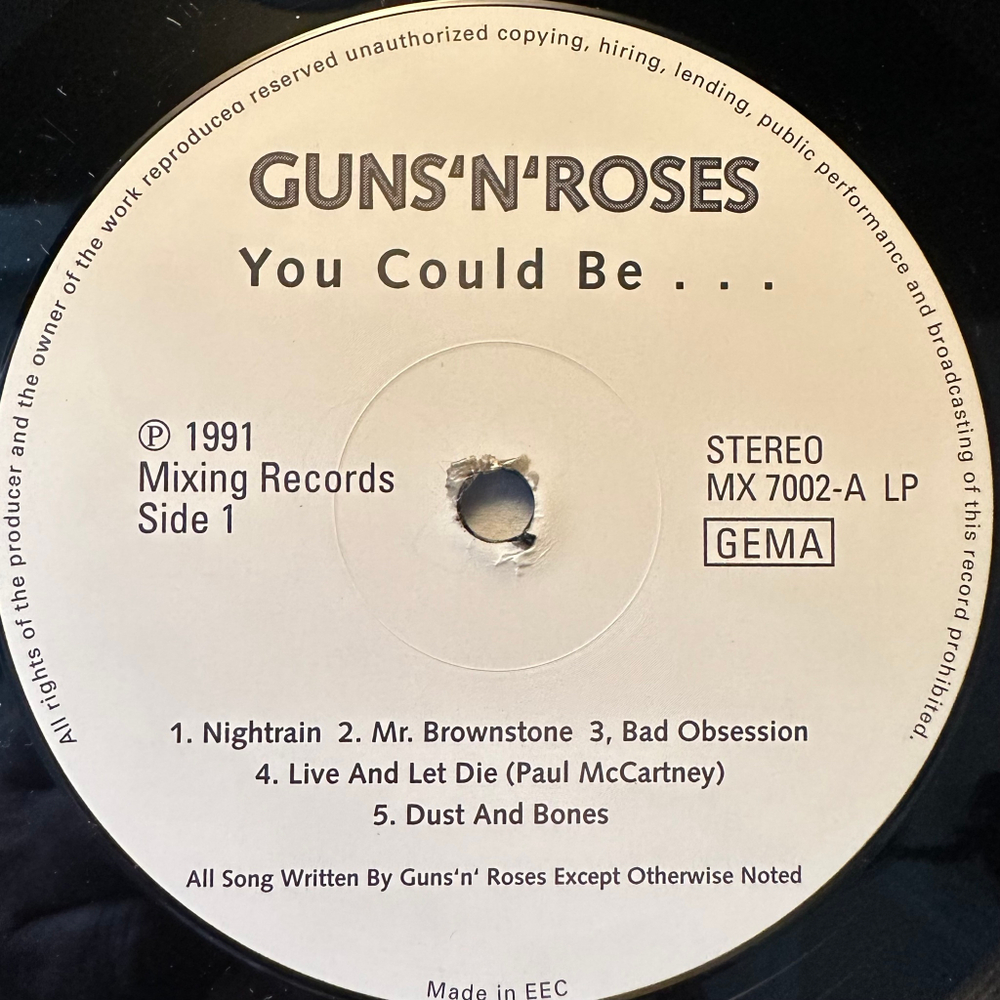 All rights of the producer and the owner of the work reproduced reserved unauthorized copying, hiring, lending, public performance and broadcasting of this record prohibited.
GUNS‘N‘ROSES
You Could Be . . .
℗ 1991
Mixing Records
Side 1
STEREO
MX 7002-A LP
GEMA
1. Nightrain 2. Mr. Brownstone 3, Bad Obsession
4. Live And Let Die (Paul McCartney)
5. Dust And Bones
All Song Written By Guns‘n‘ Roses Except Otherwise Noted
Made in EEC